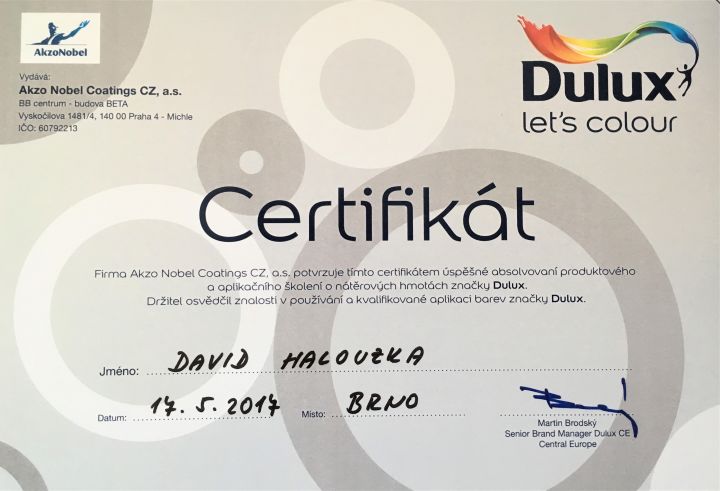 AkzoNobel
Vydává:
Akzo Nobel Coatings CZ, a.s.
BB centrum - budova BETA
Vyskočilova 1481/4, 140 00 Praha 4 - Michle
IČO: 60792213
Dulux
let's colour
Certifikát
Firma Akzo Nobel Coatings CZ, a.s. potvrzuje tímto certifikátem úspěšné absolvovaní produktového
a aplikačního školení o nátěrových hmotách značky Dulux.
Držitel osvědčil znalosti v používání a kvalifikované aplikaci barev značky Dulux.
Jméno: DAVID HALOUZKA
Datum: 17.5.2017 Místo: BRNO
Martin Brodský
Senior Brand Manager Dulux CE
Central Europe